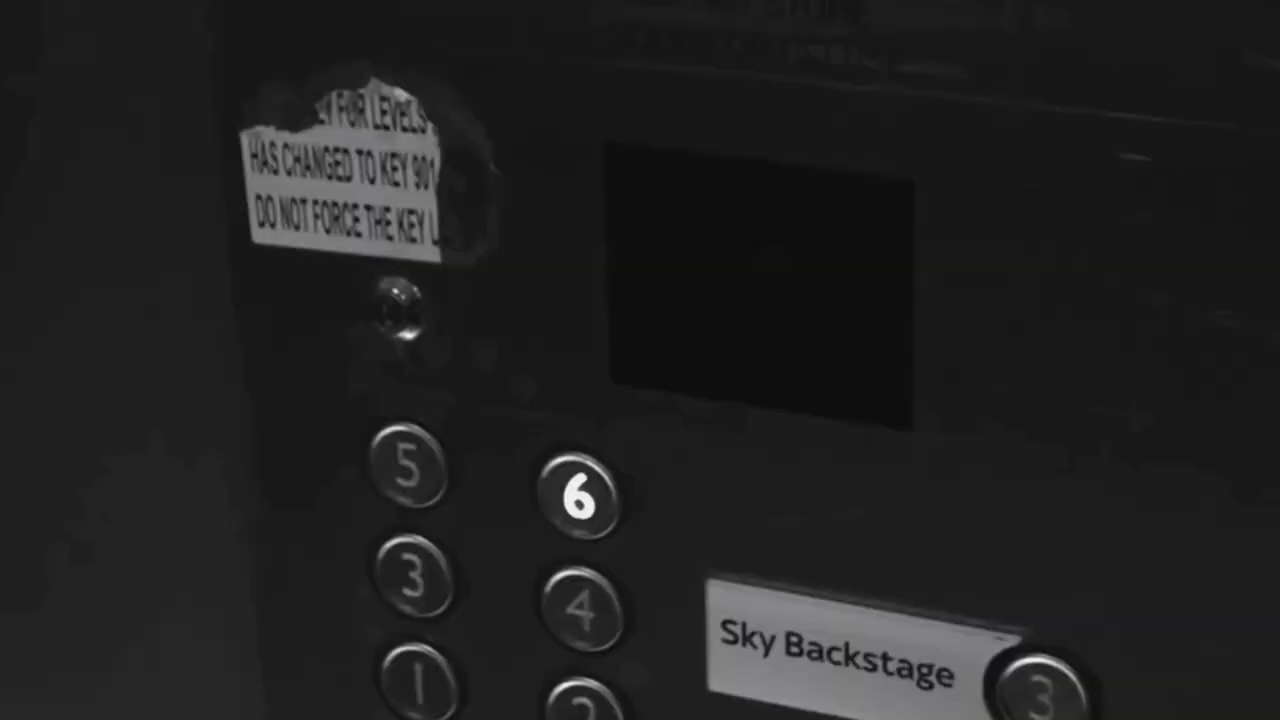 FOR LEVELS
HAS CHANGED TO KEY 901
DO NOT FORCE THE KEY
5
6
3
4
1
2
Sky Backstage
3